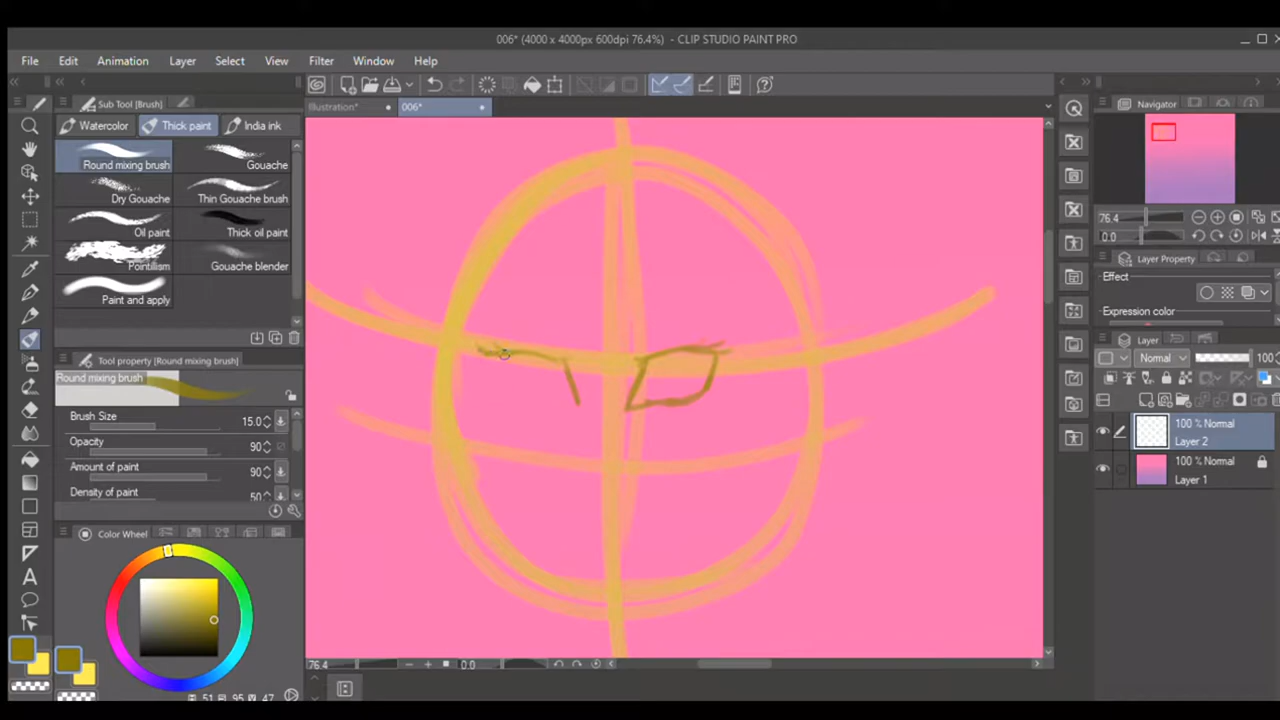 006* (4000 x 4000px 600dpi 76.4%) - CLIP STUDIO PAINT PRO
File Edit Animation Layer Select View Filter Window Help
Sub Tool [Brush]
Illustration* 006*
Navigator
Watercolor Thick paint India ink
Round mixing brush Gouache
Dry Gouache Thin Gouache brush
Oil paint Thick oil paint
Pointillism Gouache blender
Paint and apply
76.4
0.0
Layer Property
Effect
Expression color
Layer
Normal 100
100 % Normal
Layer 2
100 % Normal
Layer 1
Tool property [Round mixing brush]
Round mixing brush
Brush Size 15.0
Opacity 90
Amount of paint 90
Density of paint 50
Color Wheel
A
51 95 47
76.4 0.0